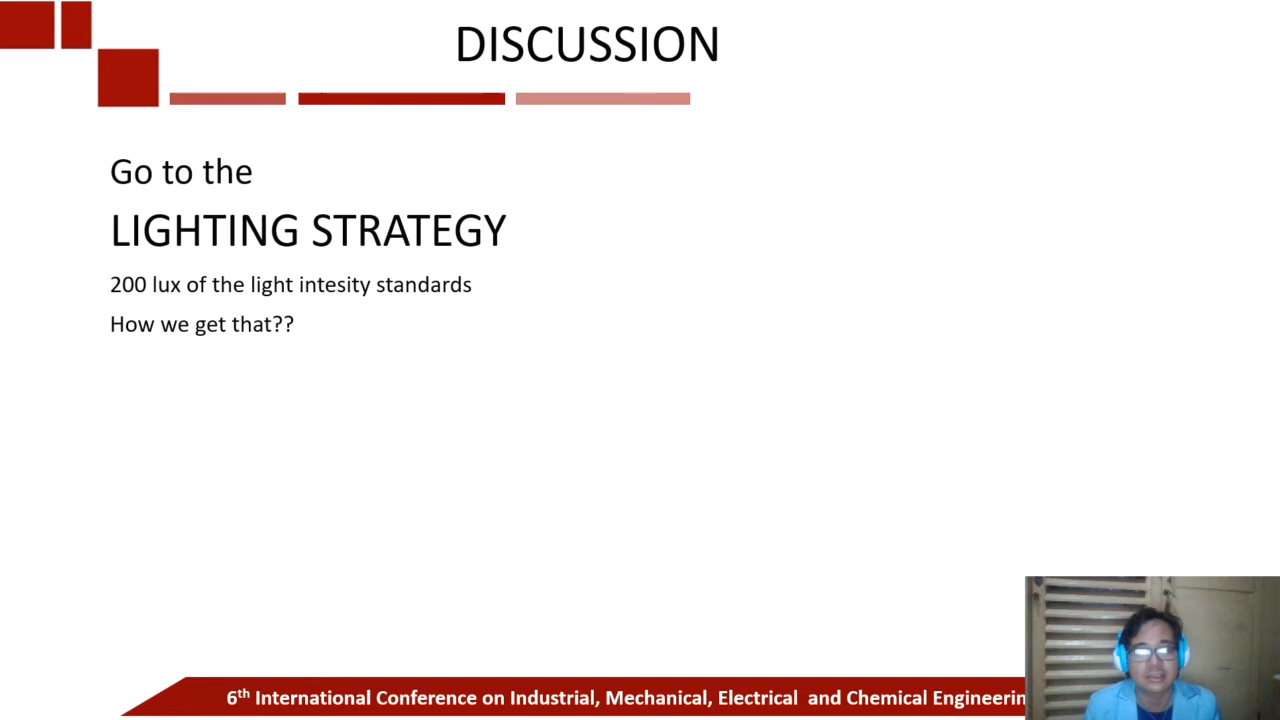 DISCUSSION
Go to the
LIGHTING STRATEGY
200 lux of the light intesity standards
How we get that??
6th International Conference on Industrial, Mechanical, Electrical and Chemical Engineerin